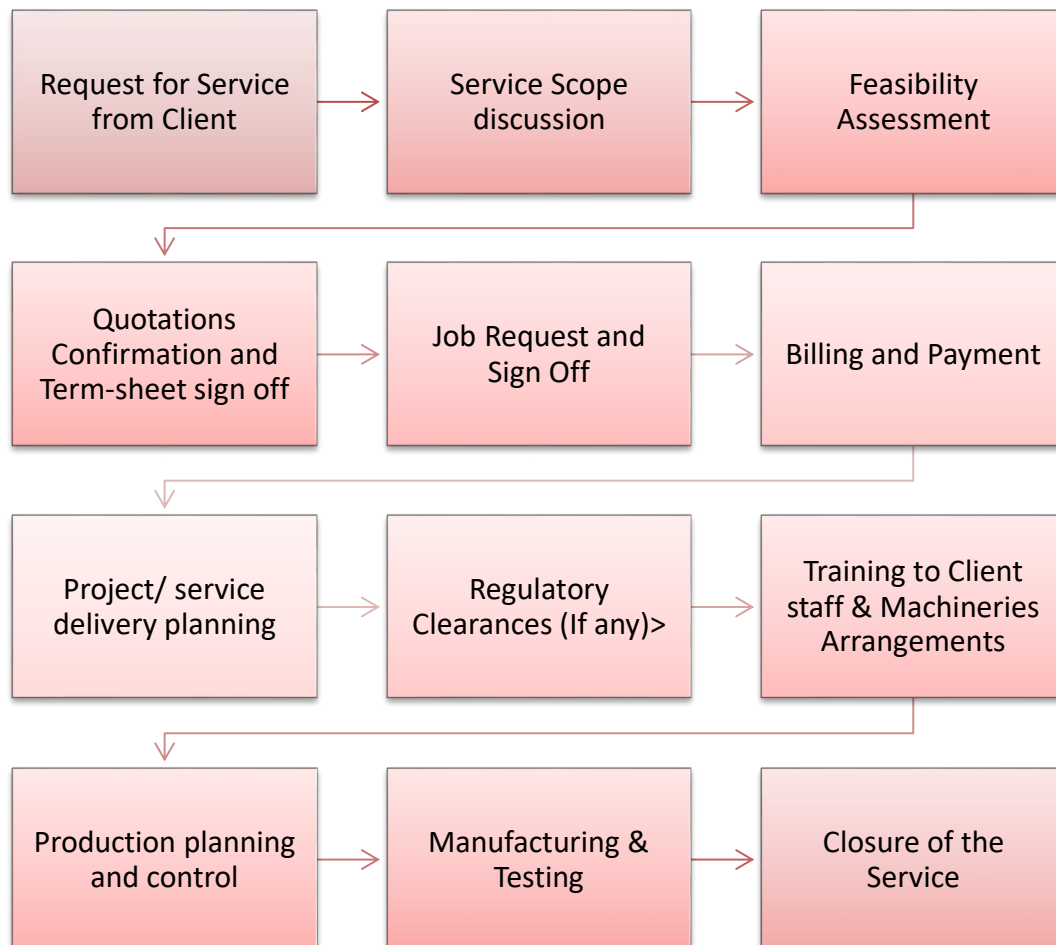 Request for Service
from Client
Service Scope
discussion
Feasibility
Assessment
Quotations
Confirmation and
Term-sheet sign off
Job Request and
Sign Off
Billing and Payment
Project/ service
delivery planning
Regulatory
Clearances (If any)>
Training to Client
staff & Machineries
Arrangements
Production planning
and control
Manufacturing &
Testing
Closure of the
Service